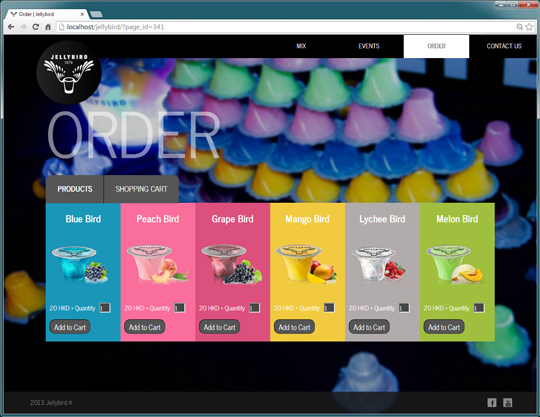 Order | Jellybird
localhost/jellybird/?page_id=341
MIX EVENTS ORDER CONTACT US
JELLYBIRD
1979
ORDER
PRODUCTS SHOPPING CART
Blue Bird Peach Bird Grape Bird Mango Bird Lychee Bird Melon Bird
20 HKD • Quantity 1 20 HKD • Quantity 1 20 HKD • Quantity 1 20 HKD • Quantity 1 20 HKD • Quantity 1 20 HKD • Quantity 1
Add to Cart Add to Cart Add to Cart Add to Cart Add to Cart Add to Cart
2013 Jellybird ©